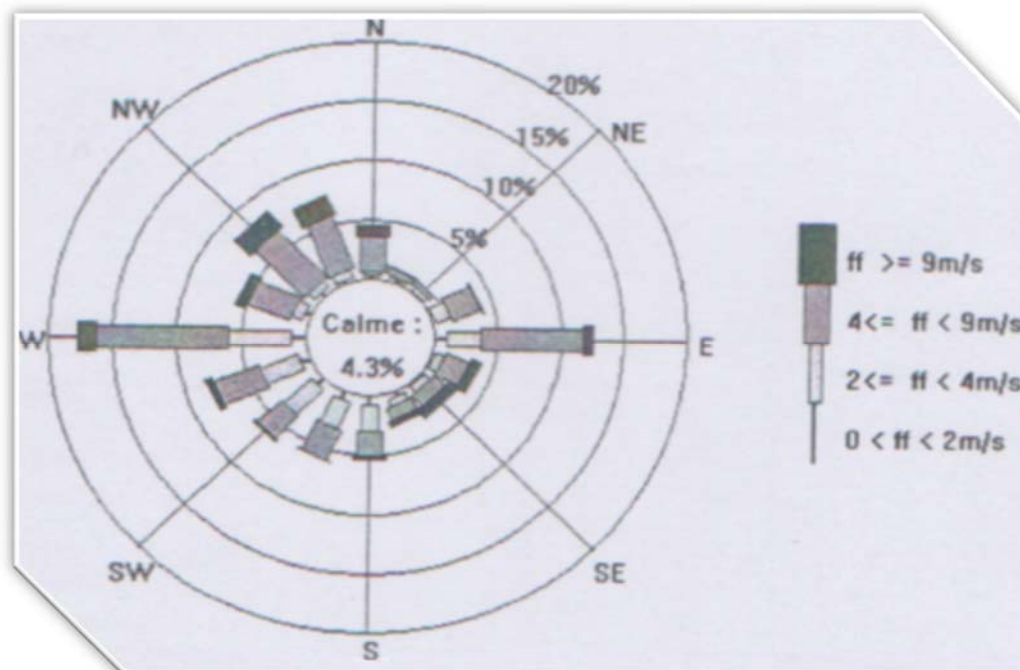 N
NW
20%
NE
15%
10%
5%
W
Calme :
4.3%
E
SW
SE
S
ff >= 9m/s
4<= ff < 9m/s
2<= ff < 4m/s
0 < ff < 2m/s